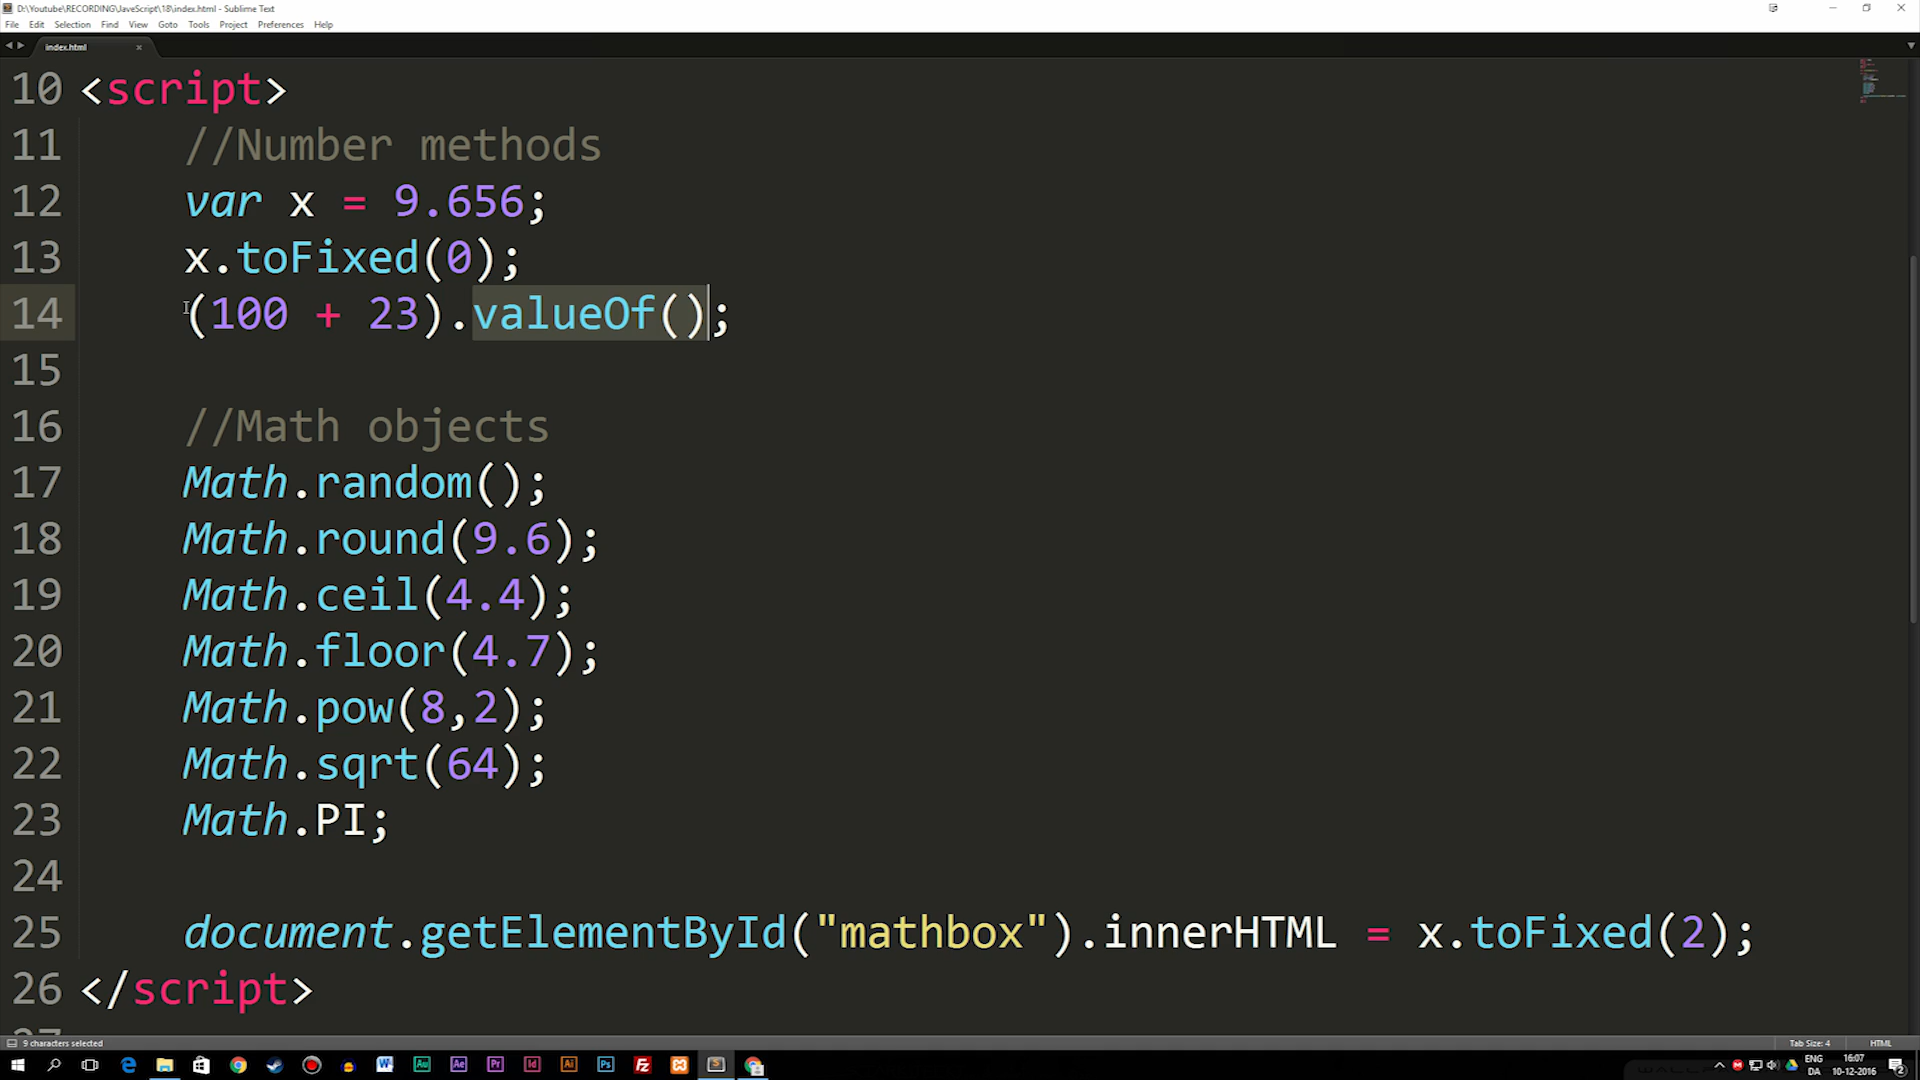 D:\Youtube\RECORDING\JaveScript\18\index.html - Sublime Text
File Edit Selection Find View Goto Tools Project Preferences Help
index.html
10 <script>
11 //Number methods
12 var x = 9.656;
13 x.toFixed(0);
14 (100 + 23).valueOf();
15
16 //Math objects
17 Math.random();
18 Math.round(9.6);
19 Math.ceil(4.4);
20 Math.floor(4.7);
21 Math.pow(8,2);
22 Math.sqrt(64);
23 Math.PI;
24
25 document.getElementById("mathbox").innerHTML = x.toFixed(2);
26 </script>
27
9 characters selected Tab Size: 4 HTML
ENG 16:07
DA 10-12-2016